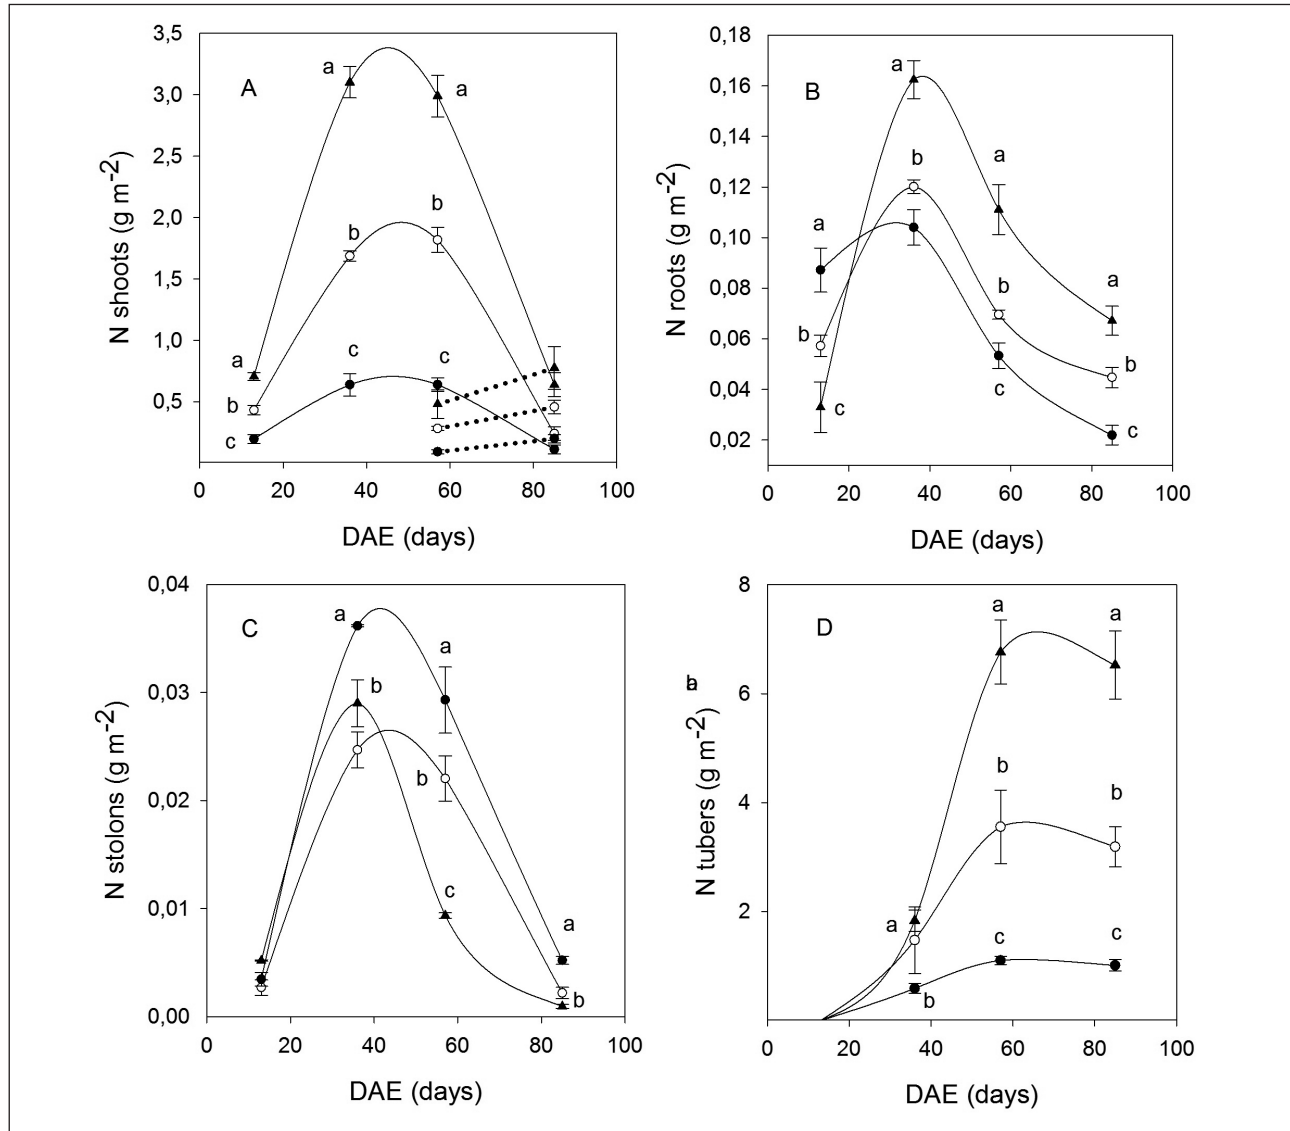 A
N shoots (g m-2)
3,5
3,0
2,5
2,0
1,5
1,0
0,5
a
a
b
b
a
b
c
c
c
0 20 40 60 80 100
DAE (days)
B
N roots (g m-2)
0,18
0,16
0,14
0,12
0,10
0,08
0,06
0,04
0,02
a
a
b
a
b
a
b
b
c
c
c
0 20 40 60 80 100
DAE (days)
C
N stolons (g m-2)
0,04
0,03
0,02
0,01
0,00
a
a
b
b
c
a
b
0 20 40 60 80 100
DAE (days)
D
N tubers (g m-2)
8
6
4
2
a
a
b
b
a
c
c
b
0 20 40 60 80 100
DAE (days)